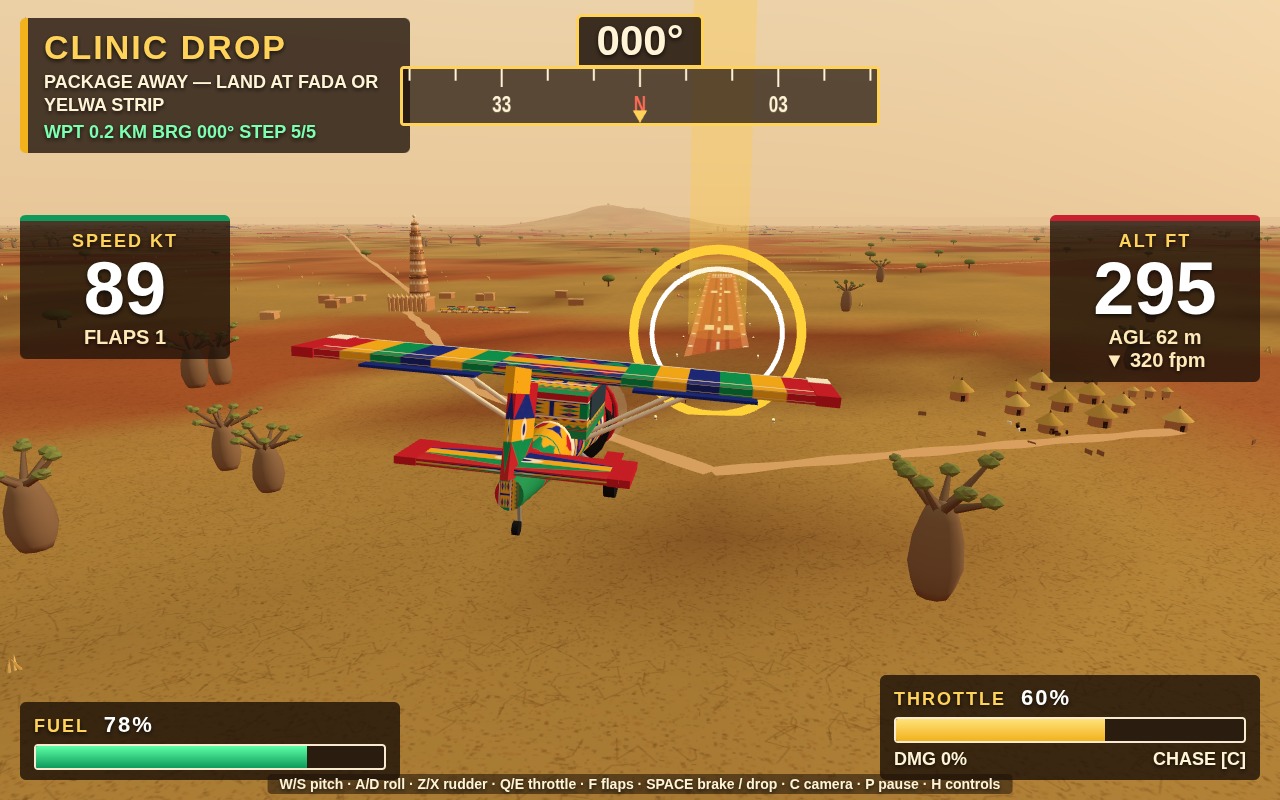 CLINIC DROP
PACKAGE AWAY — LAND AT FADA OR
YELWA STRIP
WPT 0.2 KM BRG 000° STEP 5/5
000°
33 N 03
SPEED KT
89
FLAPS 1
ALT FT
295
AGL 62 m
▼ 320 fpm
FUEL 78%
THROTTLE 60%
DMG 0% CHASE [C]
W/S pitch · A/D roll · Z/X rudder · Q/E throttle · F flaps · SPACE brake / drop · C camera · P pause · H controls